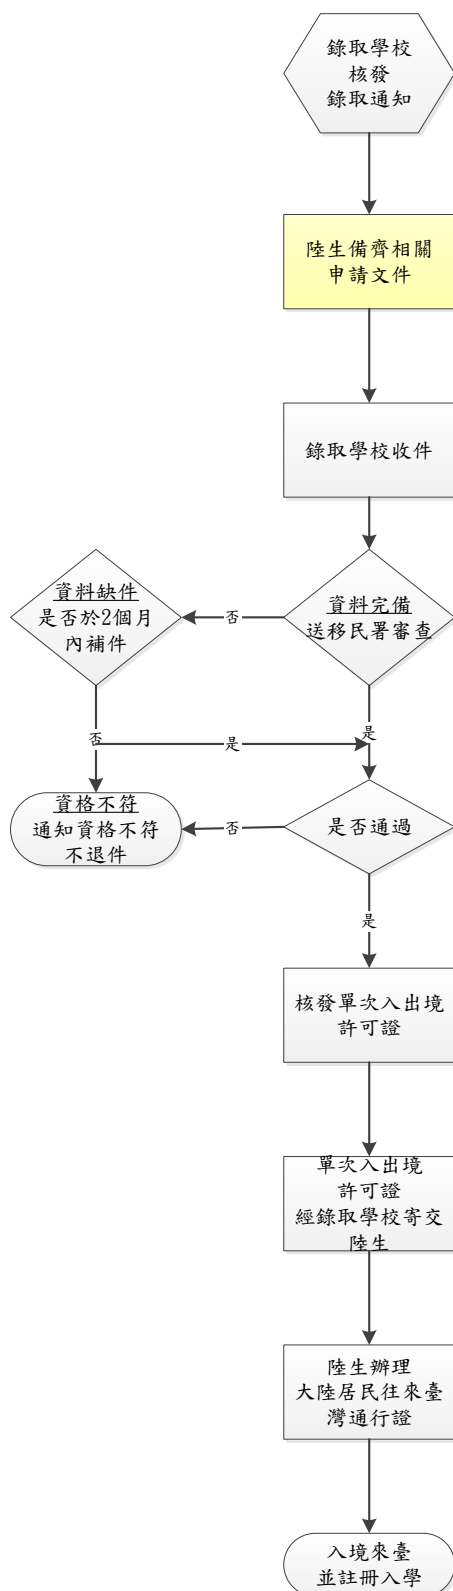 錄取學校
核發
錄取通知
陸生備齊相關
申請文件
錄取學校收件
資料缺件
是否於2個月
內補件
否
資料完備
送移民署審查
否
是
是
資格不符
通知資格不符
不退件
否
是否通過
是
核發單次入出境
許可證
單次入出境
許可證
經錄取學校寄交
陸生
陸生辦理
大陸居民往來臺
灣通行證
入境來臺
並註冊入學